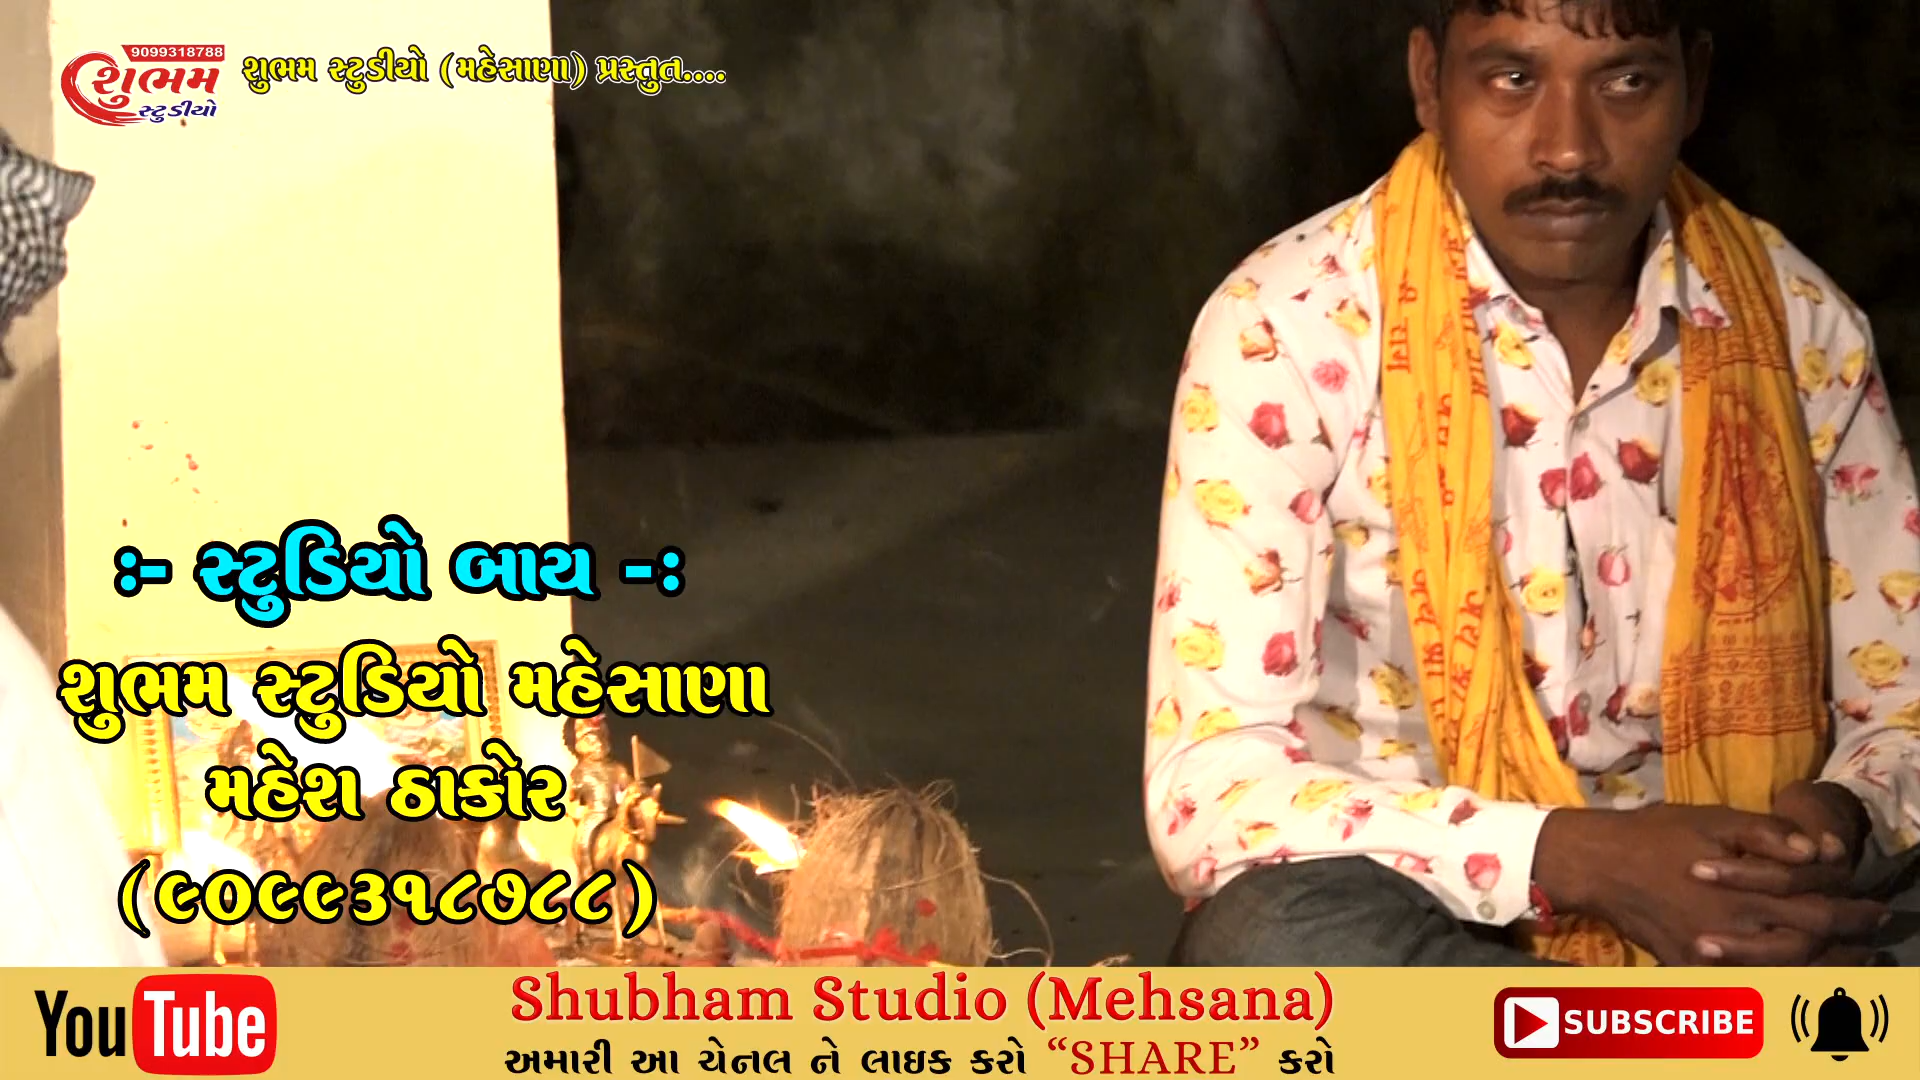 9099318788
શુભમ
સ્ટુડીયો
શુભમ સ્ટુડીયો (મહેસાણા) પ્રસ્તુત....
:- સ્ટુડિયો બાય -:
શુભમ સ્ટુડિયો મહેસાણા
મહેશ ઠાકોર
(૯૦૯૯૩૧૮૭૮૮)
YouTube
Shubham Studio (Mehsana)
અમારી આ ચેનલ ને લાઇક કરો “SHARE” કરો
SUBSCRIBE